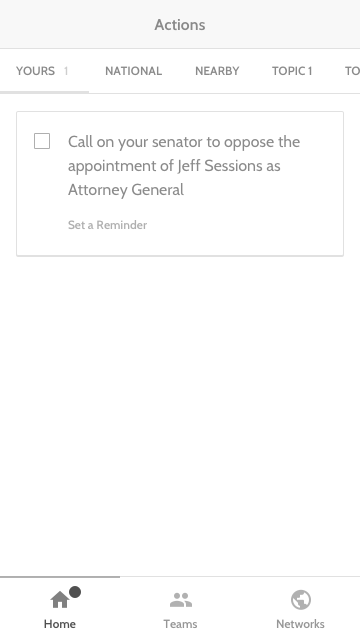 Actions
YOURS 1 NATIONAL NEARBY TOPIC 1 TO
Call on your senator to oppose the
appointment of Jeff Sessions as
Attorney General
Set a Reminder
Home Teams Networks